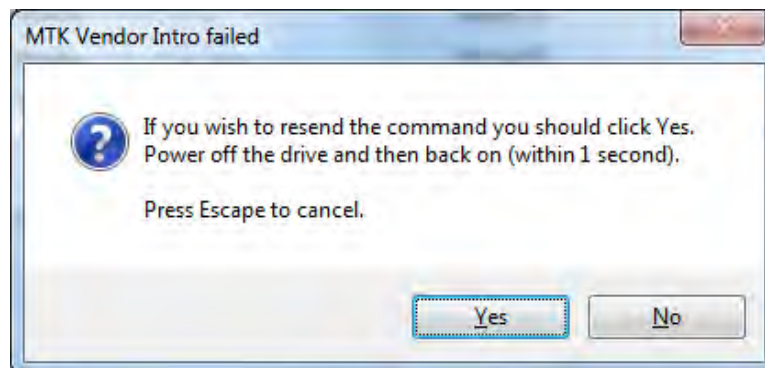 MTK Vendor Intro failed
If you wish to resend the command you should click Yes.
Power off the drive and then back on (within 1 second).
Press Escape to cancel.
Yes
No